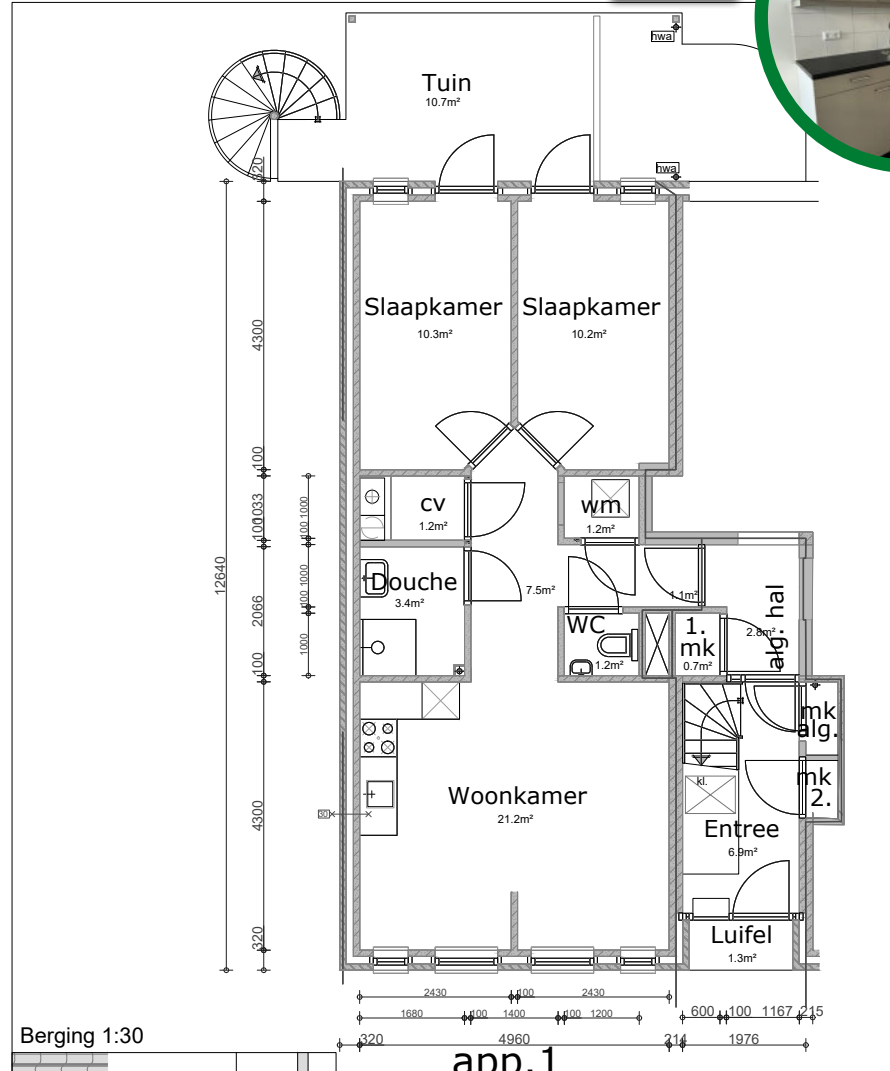 hwa
Tuin
10.7m²
hwa
320
Slaapkamer
Slaapkamer
10.3m²
10.2m²
4300
100
cv
1.2m²
wm
1.2m²
1033
100
1000
100
12640
Douche
3.4m²
7.5m²
1.1m²
alg. hal
2.8m²
1000
100
2066
WC
1.2m²
1.
mk
0.7m²
1000
100
mk
alg.
kl.
mk
2.
Woonkamer
21.2m²
50
4300
Entree
6.9m²
320
Luifel
1.3m²
2430
100
2430
1680
100
1400
100
1200
600
100
1167
215
Berging 1:30
320
4960
214
1976
app.1